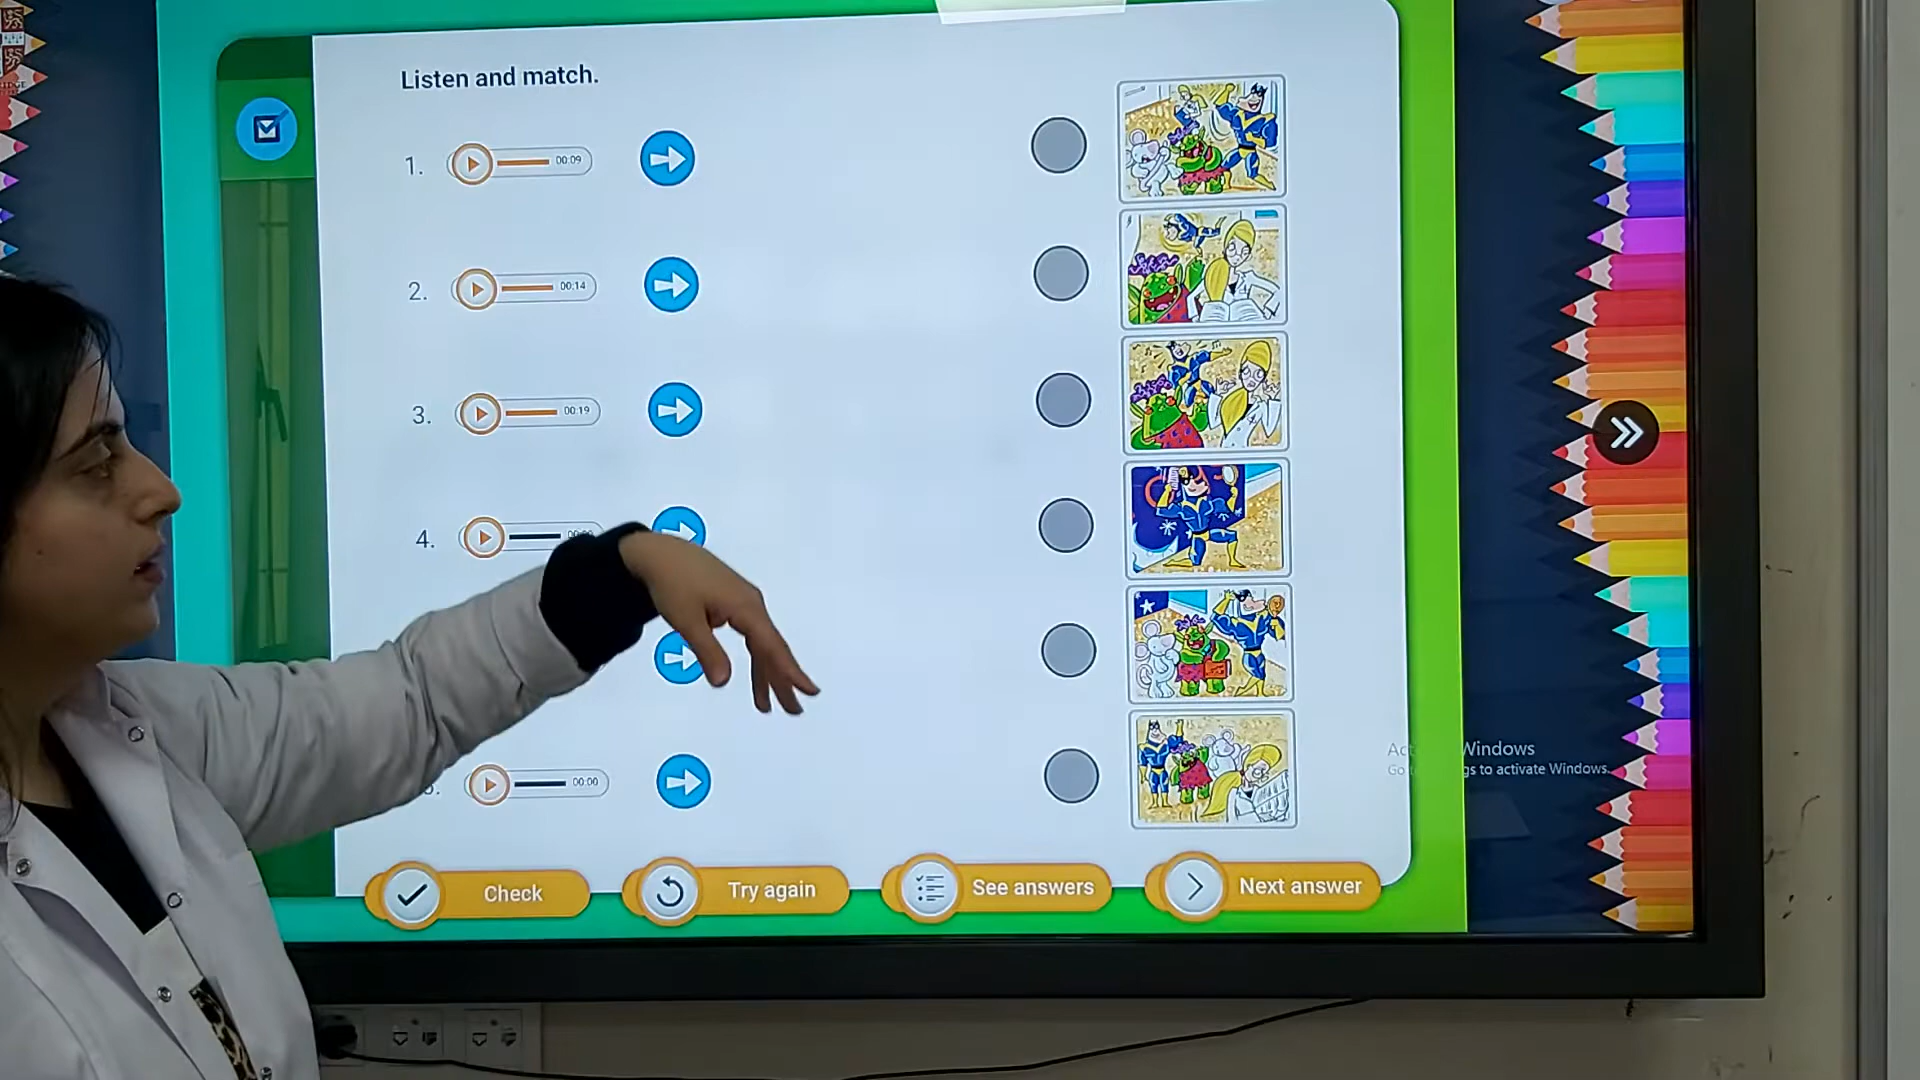 Listen and match.
1. 00:09
2. 00:14
3. 00:19
4.
00:00
Windows
gs to activate Windows.
Check
Try again
See answers
Next answer